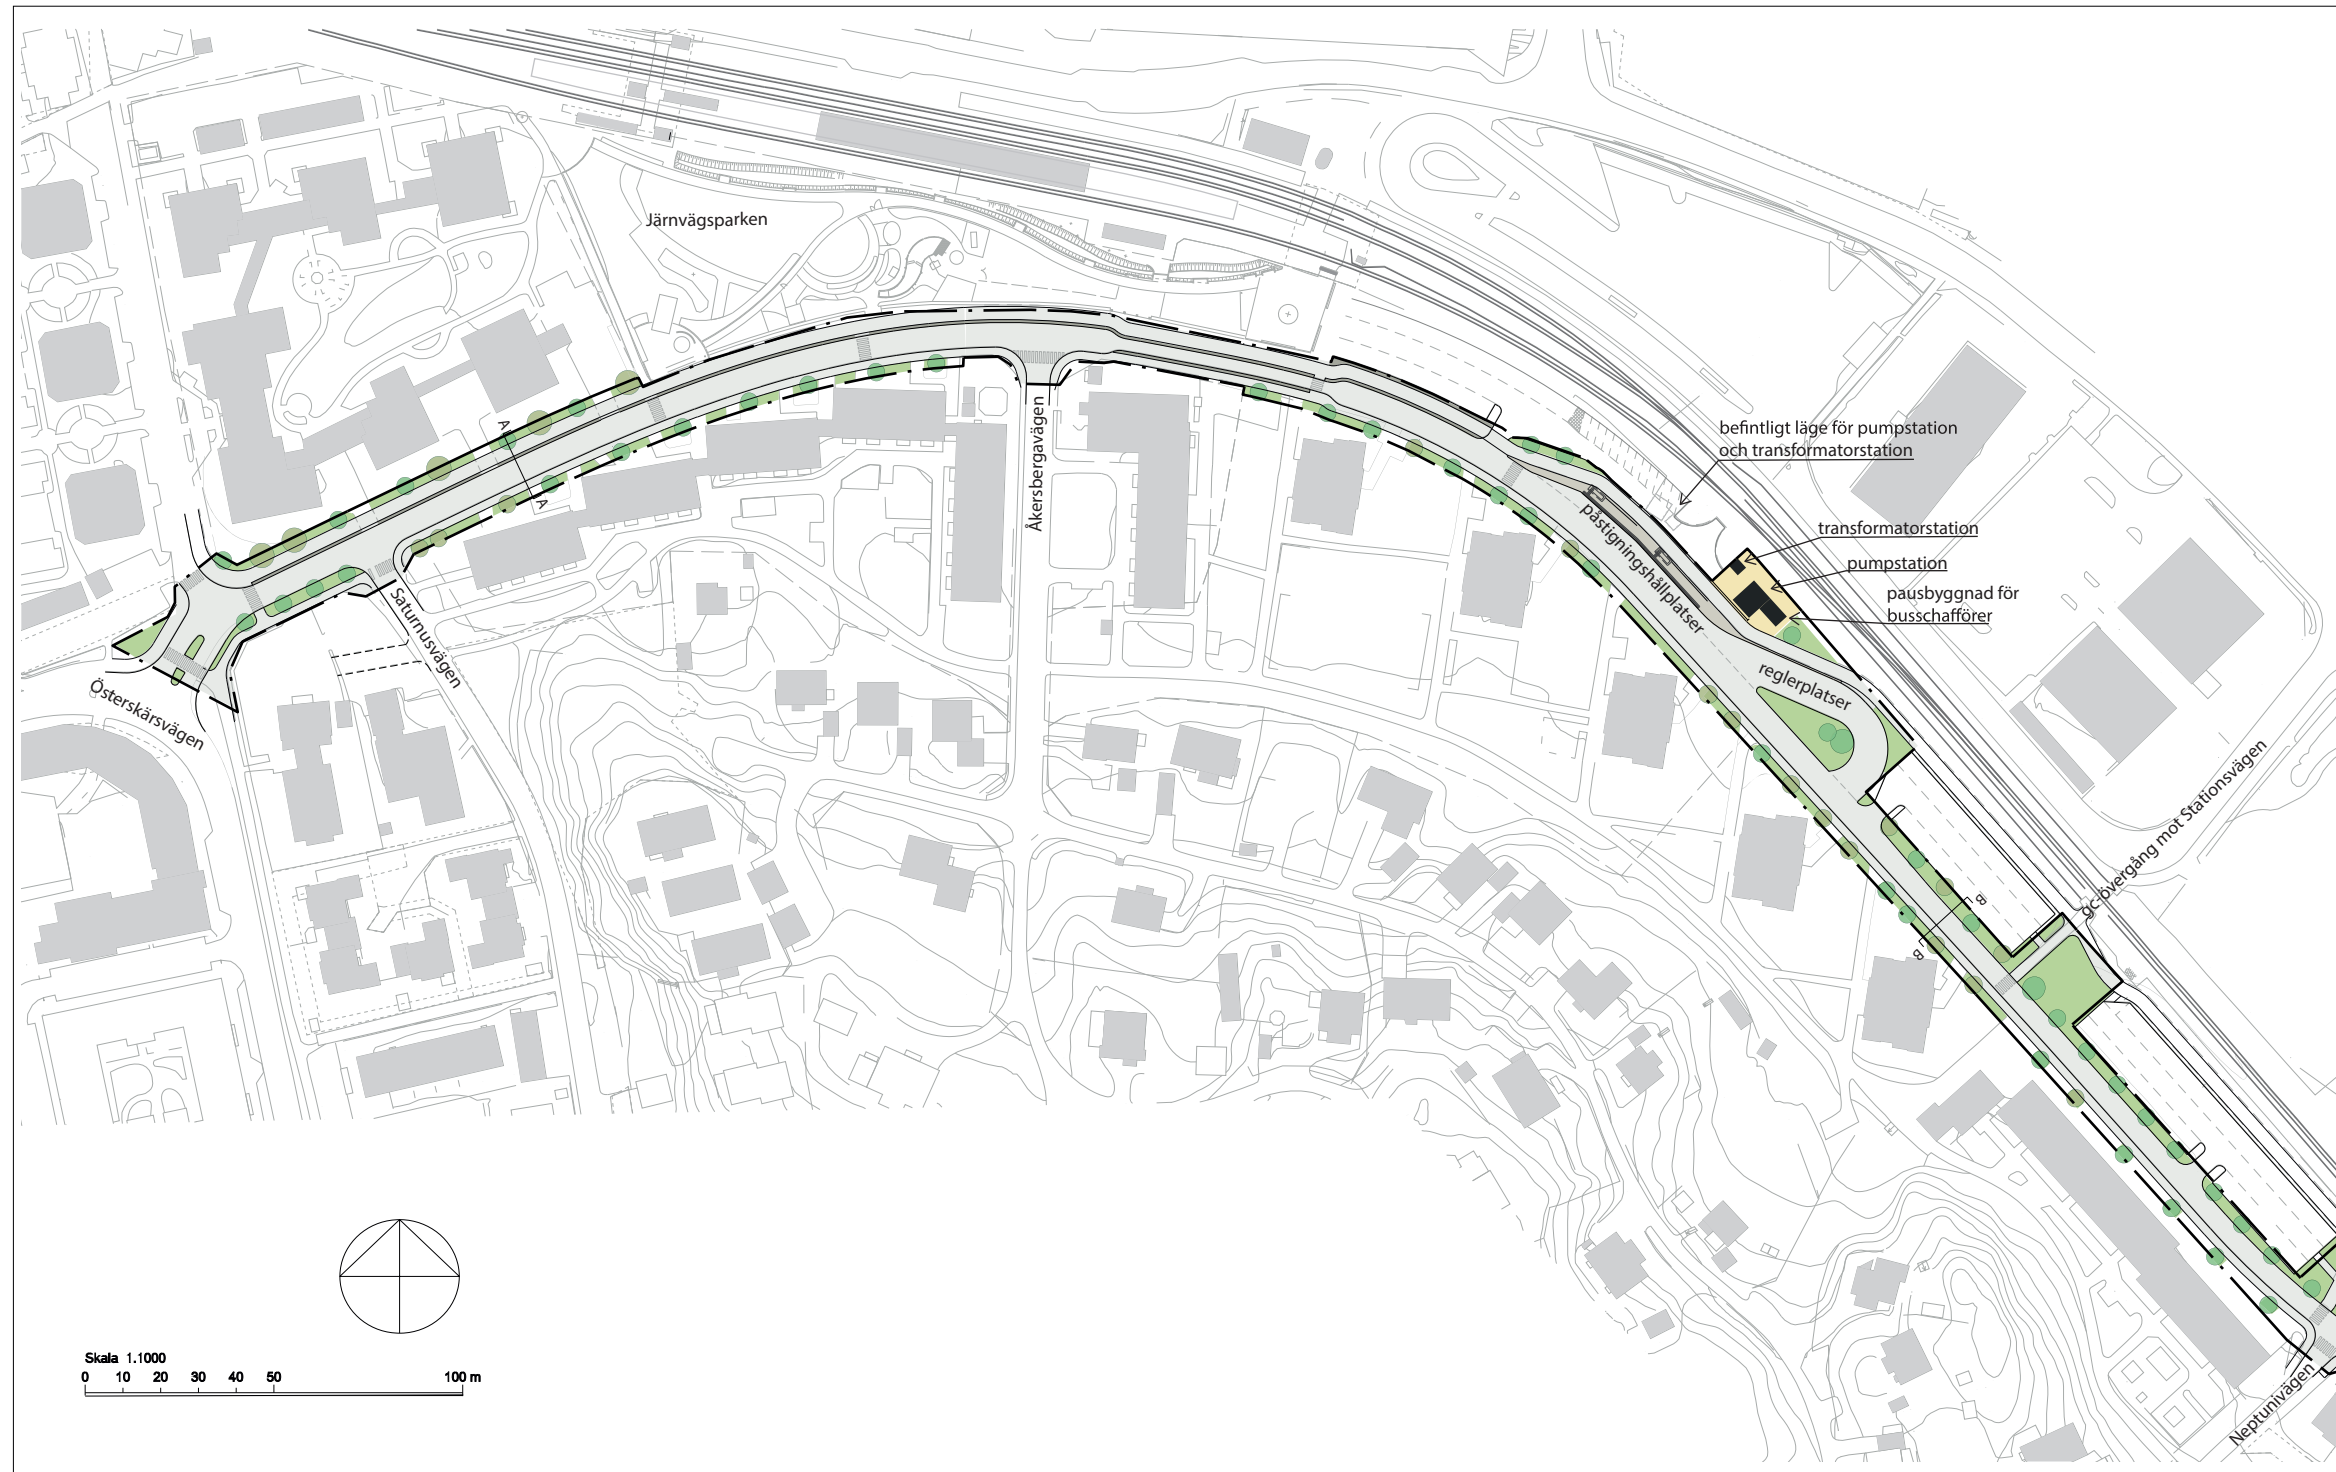 Järnvägsparken
befintligt läge för pumpstation
och transformatorstation
transformatorstation
pumpstation
pausbyggnad för
busschafförer
påstigningshållplatser
reglerplatser
Åkersbergavägen
A
A
Saturnusvägen
Österskärsvägen
gc-övergång mot Stationsvägen
B
B
Neptunivägen
Skala 1.1000
0 10 20 30 40 50 100 m